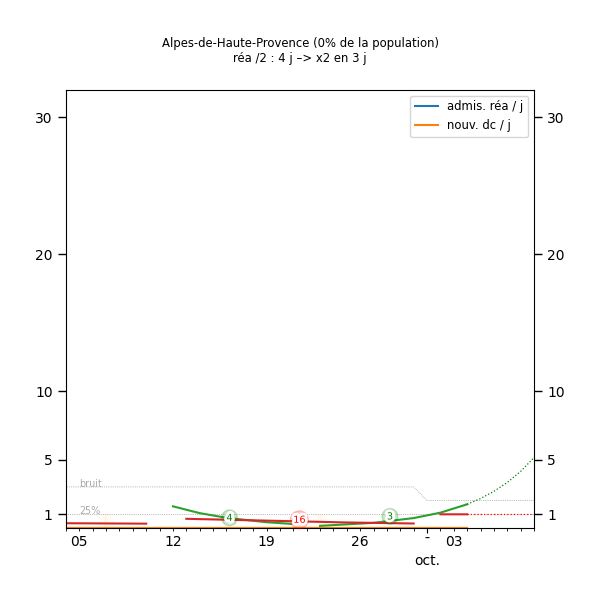 Alpes-de-Haute-Provence (0% de la population)
réa /2 : 4 j –> x2 en 3 j
admis. réa / j
nouv. dc / j
30 30
20 20
10 10
5 5
bruit
25%
1 1
4 16 3
05 12 19 26 - 03
oct.